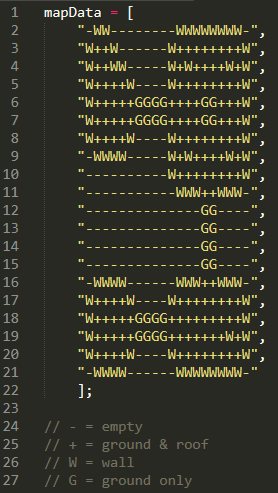 1 mapData = [
2 "-WW--------WWWWWWWW-",
3 "W++W------W++++++++W",
4 "W++WW-----W+W++++W+W",
5 "W++++W----W++++++++W",
6 "W+++++GGGG++++GG+++W",
7 "W+++++GGGG++++GG+++W",
8 "W++++W----W++++++++W",
9 "-WWWW-----W+W++++W+W",
10 "----------W++++++++W",
11 "-----------WWW++WWW-",
12 "--------------GG----",
13 "--------------GG----",
14 "--------------GG----",
15 "--------------GG----",
16 "-WWWW------WWW++WWW-",
17 "W++++W----W++++++++W",
18 "W+++++GGGG+++++++++W",
19 "W+++++GGGG+++++++W+W",
20 "W++++W----W++++++++W",
21 "-WWWW------WWWWWWWW-",
22 ];
23
24 // - = empty
25 // + = ground & roof
26 // W = wall
27 // G = ground only